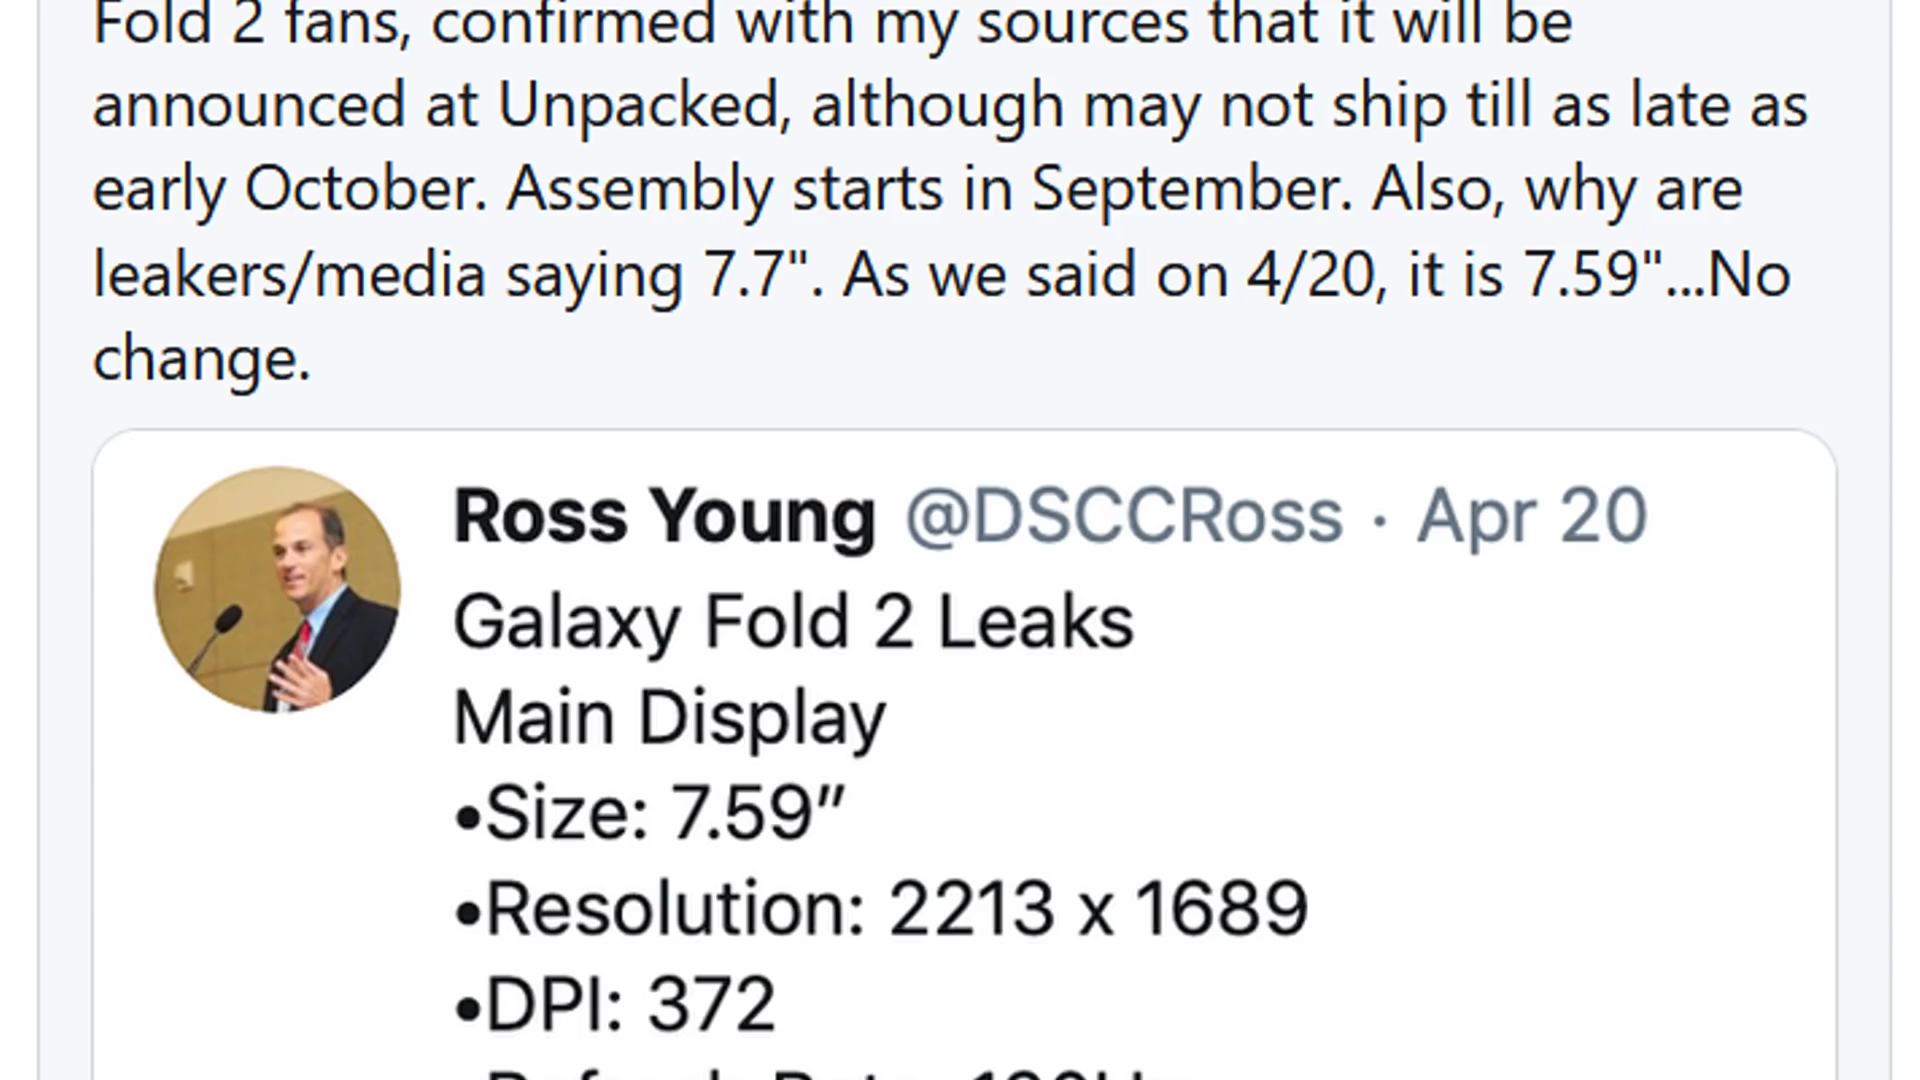 Fold 2 fans, confirmed with my sources that it will be
announced at Unpacked, although may not ship till as late as
early October. Assembly starts in September. Also, why are
leakers/media saying 7.7". As we said on 4/20, it is 7.59"...No
change.
Ross Young @DSCCRoss · Apr 20
Galaxy Fold 2 Leaks
Main Display
•Size: 7.59”
•Resolution: 2213 x 1689
•DPI: 372